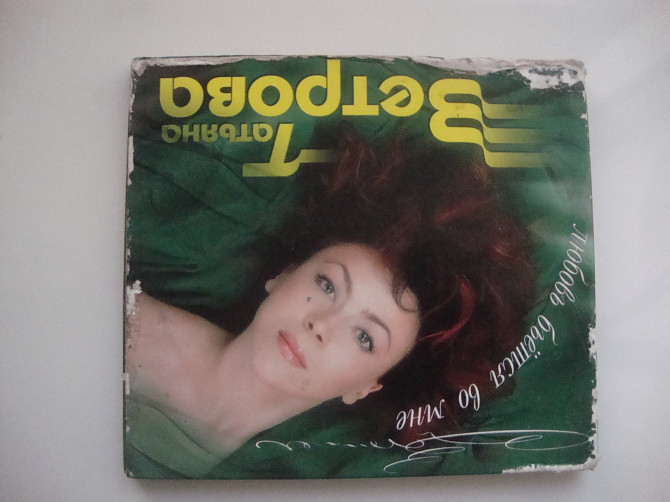 Татьяна
Ветрова
любовь бьётся во мне